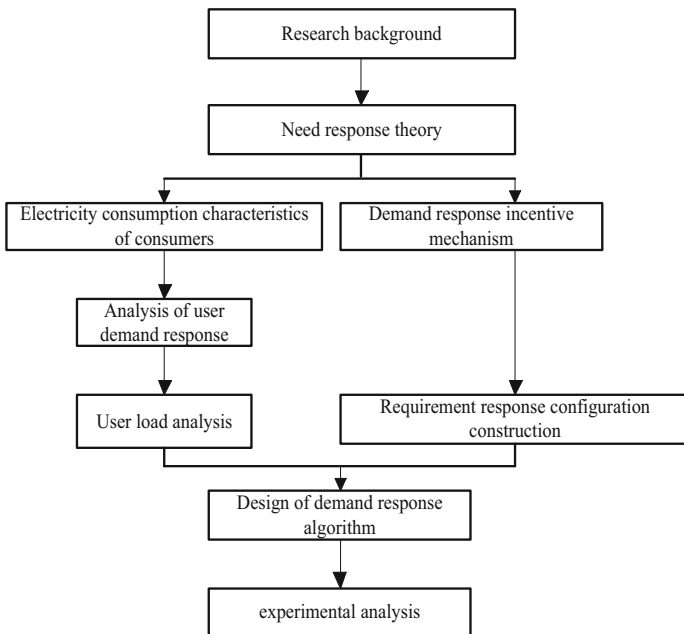 Research background
Need response theory
Electricity consumption characteristics
of consumers
Demand response incentive
mechanism
Analysis of user
demand response
User load analysis
Requirement response configuration
construction
Design of demand response
algorithm
experimental analysis